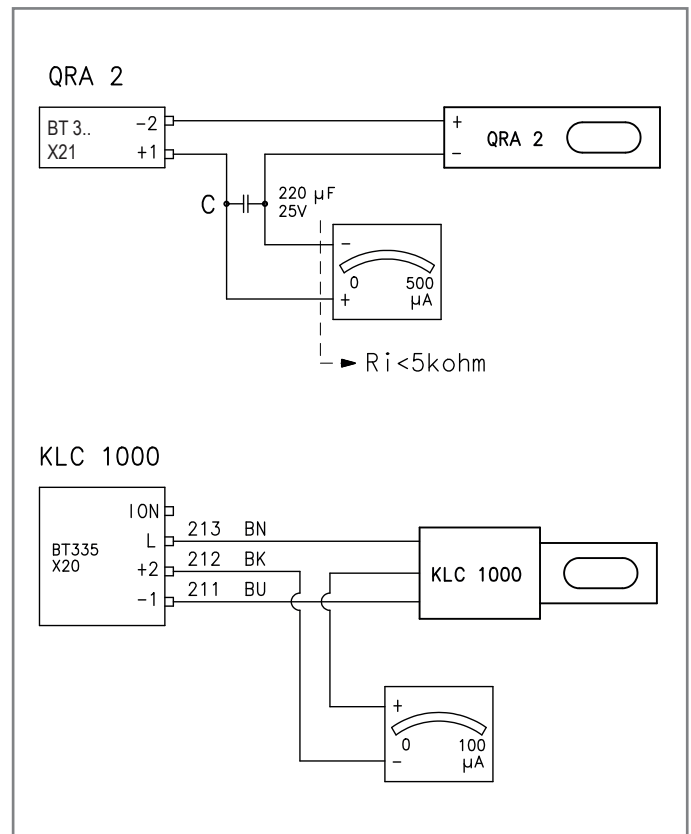 QRA 2
BT 3..
X21
-2
+1
+
-
QRA 2
C
220 µF
25V
-
0 500
+ µA
Ri<5kohm
KLC 1000
BT335
X20
ION
L 213 BN
+2 212 BK
-1 211 BU
KLC 1000
+
0 100
- µA